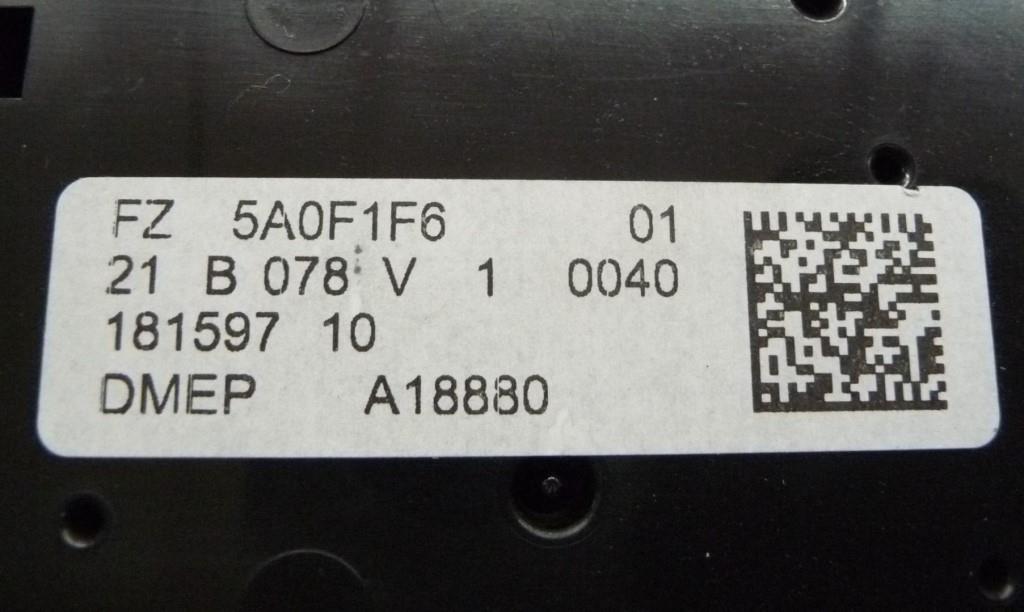 FZ 5A0F1F6 01
21 B 078 V 1 0040
181597 10
DMEP A18880